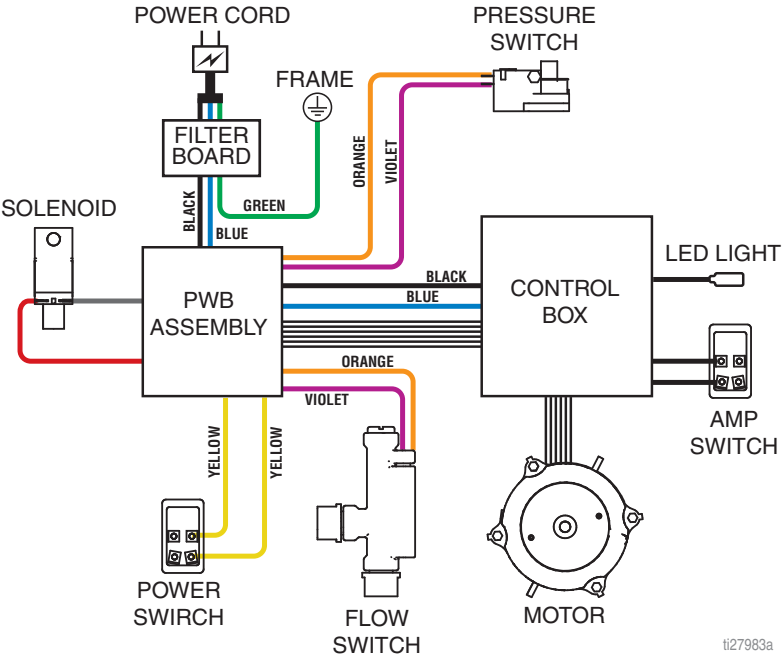 POWER CORD
PRESSURE
SWITCH
FRAME
FILTER
BOARD
ORANGE
VIOLET
BLACK
GREEN
BLUE
SOLENOID
PWB
ASSEMBLY
BLACK
BLUE
CONTROL
BOX
LED LIGHT
ORANGE
VIOLET
AMP
SWITCH
YELLOW
YELLOW
POWER
SWIRCH
FLOW
SWITCH
MOTOR
ti27983a